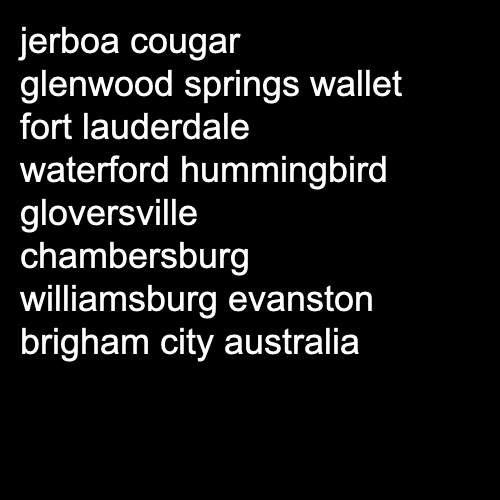 jerboa cougar
glenwood springs wallet
fort lauderdale
waterford hummingbird
gloversville
chambersburg
williamsburg evanston
brigham city australia